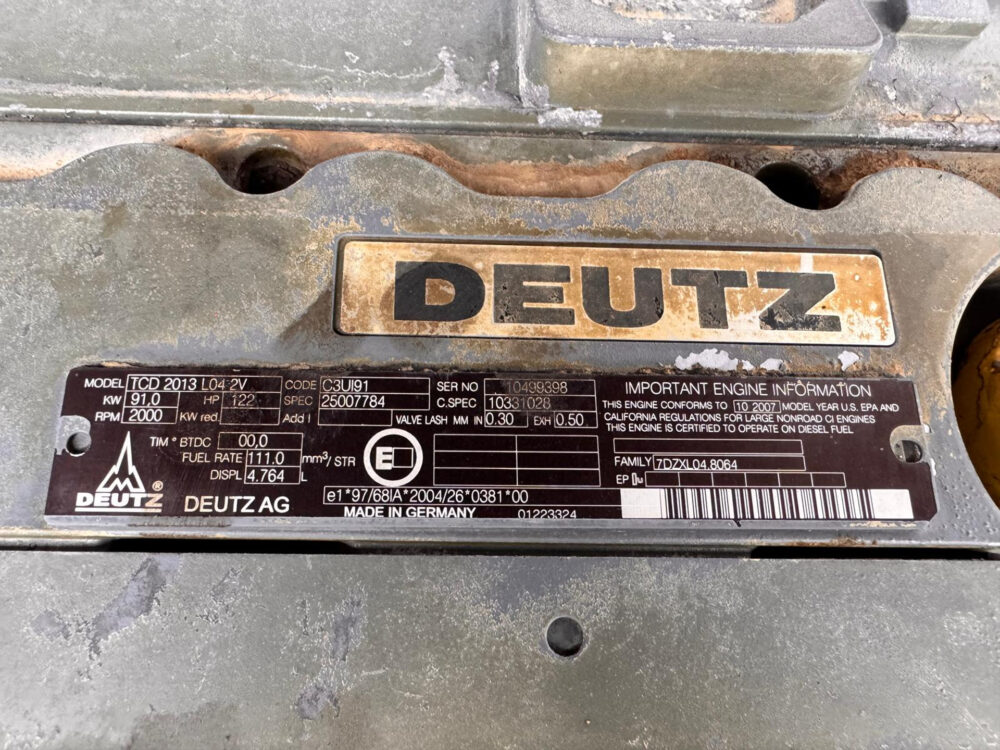 DEUTZ
MODEL TCD 2013 L04 2V CODE C3UI91 SER NO 10499398
KW 91,0 HP 122 SPEC 25007784 C.SPEC 10331028
RPM 2000 KW red. Add I VALVE LASH MM IN 0.30 EXH 0.50
TIM ° BTDC 00,0
FUEL RATE 111.0 mm³/STR
DISPL 4.764 L
E
DEUTZ ®
DEUTZ AG
e1*97/68IA*2004/26*0381*00
MADE IN GERMANY 01223324
IMPORTANT ENGINE INFORMATION
THIS ENGINE CONFORMS TO 10 2007 MODEL YEAR U.S. EPA AND
CALIFORNIA REGULATIONS FOR LARGE NONROAD CI ENGINES
THIS ENGINE IS CERTIFIED TO OPERATE ON DIESEL FUEL
FAMILY 7DZXL04.8064
EP